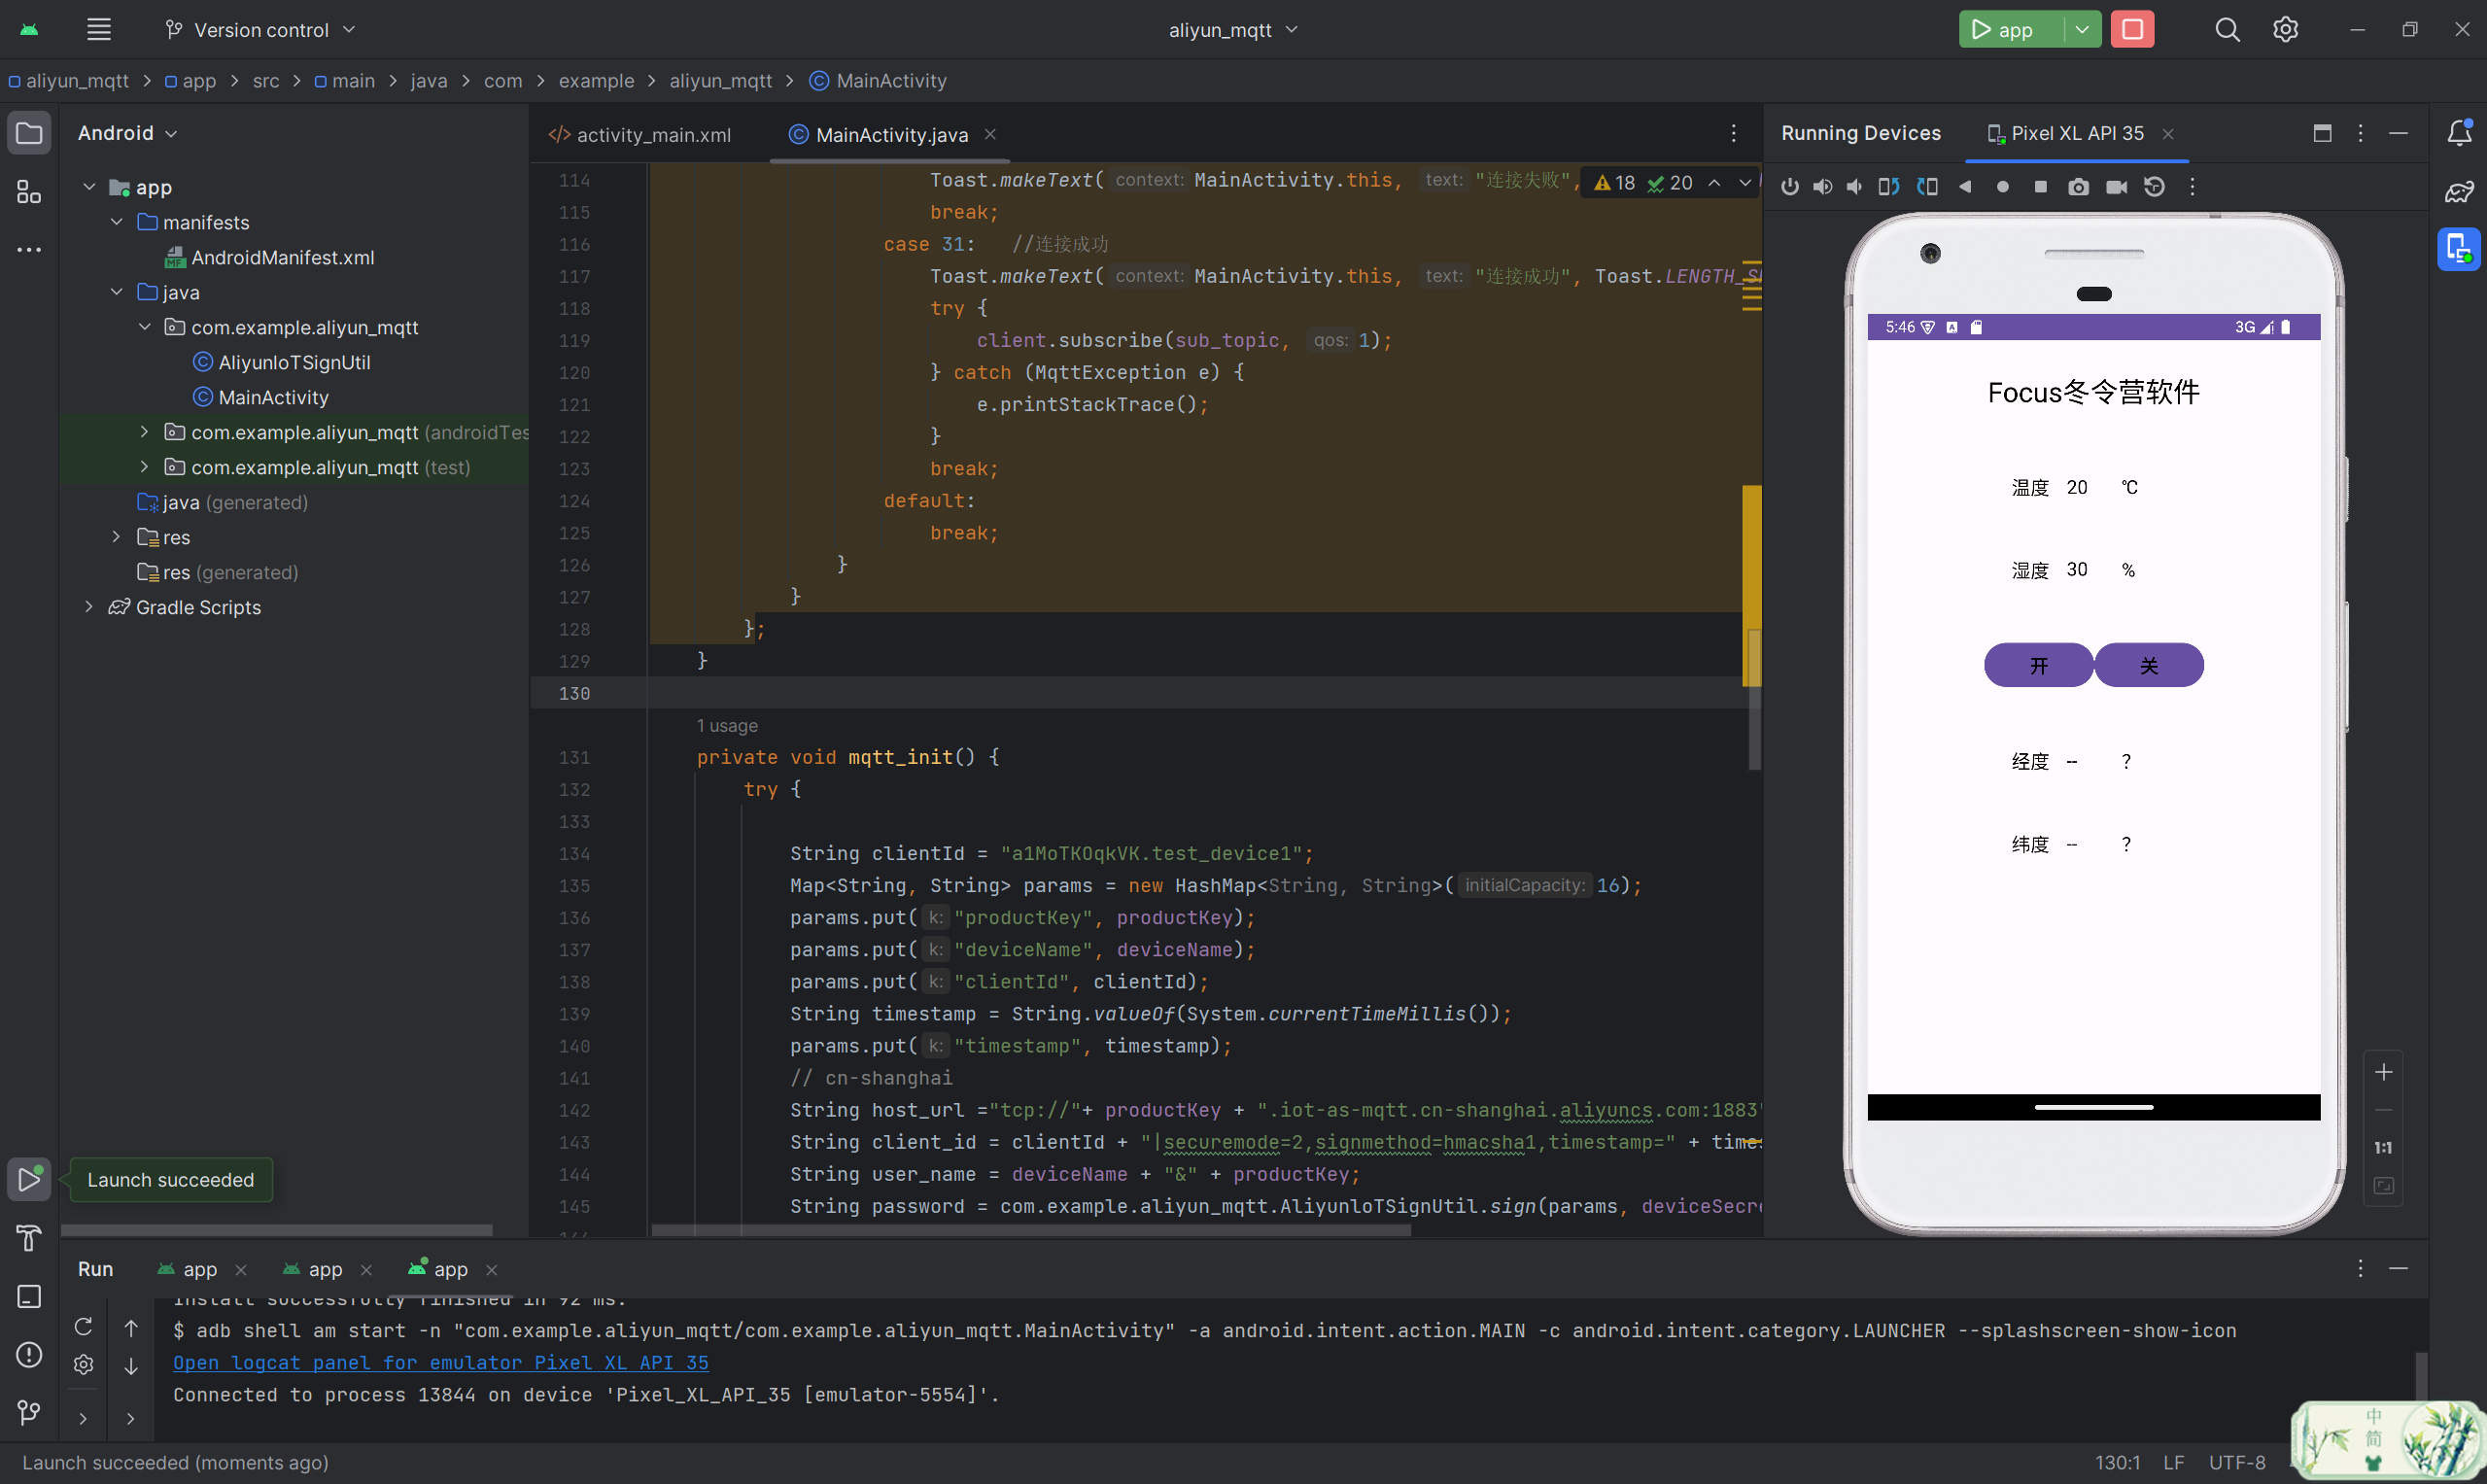 Version control
aliyun_mqtt
app
aliyun_mqtt > app > src > main > java > com > example > aliyun_mqtt > MainActivity
Android
app
manifests
AndroidManifest.xml
java
com.example.aliyun_mqtt
AliyunIoTSignUtil
MainActivity
com.example.aliyun_mqtt (androidTes
com.example.aliyun_mqtt (test)
java (generated)
res
res (generated)
Gradle Scripts
Launch succeeded
activity_main.xml
MainActivity.java
18 20
114 Toast.makeText( context: MainActivity.this, text: "连接失败",
115 break;
116 case 31: //连接成功
117 Toast.makeText( context: MainActivity.this, text: "连接成功", Toast.LENGTH_S
118 try {
119 client.subscribe(sub_topic, qos: 1);
120 } catch (MqttException e) {
121 e.printStackTrace();
122 }
123 break;
124 default:
125 break;
126 }
127 }
128 };
129 }
130
1 usage
131 private void mqtt_init() {
132 try {
133
134 String clientId = "a1MoTKOqkVK.test_device1";
135 Map<String, String> params = new HashMap<String, String>( initialCapacity: 16);
136 params.put( k: "productKey", productKey);
137 params.put( k: "deviceName", deviceName);
138 params.put( k: "clientId", clientId);
139 String timestamp = String.valueOf(System.currentTimeMillis());
140 params.put( k: "timestamp", timestamp);
141 // cn-shanghai
142 String host_url ="tcp://"+ productKey + ".iot-as-mqtt.cn-shanghai.aliyuncs.com:1883"
143 String client_id = clientId + "|securemode=2,signmethod=hmacsha1,timestamp=" + times
144 String user_name = deviceName + "&" + productKey;
145 String password = com.example.aliyun_mqtt.AliyunIoTSignUtil.sign(params, deviceSecre
Running Devices
Pixel XL API 35
5:46
3G
Focus冬令营软件
温度 20 ℃
湿度 30 %
开 关
经度 -- ?
纬度 -- ?
1:1
Run
app
app
app
Install successfully finished in 92 ms.
$ adb shell am start -n "com.example.aliyun_mqtt/com.example.aliyun_mqtt.MainActivity" -a android.intent.action.MAIN -c android.intent.category.LAUNCHER --splashscreen-show-icon
Open logcat panel for emulator Pixel XL API 35
Connected to process 13844 on device 'Pixel_XL_API_35 [emulator-5554]'.
Launch succeeded (moments ago)
130:1 LF UTF-8
中
简